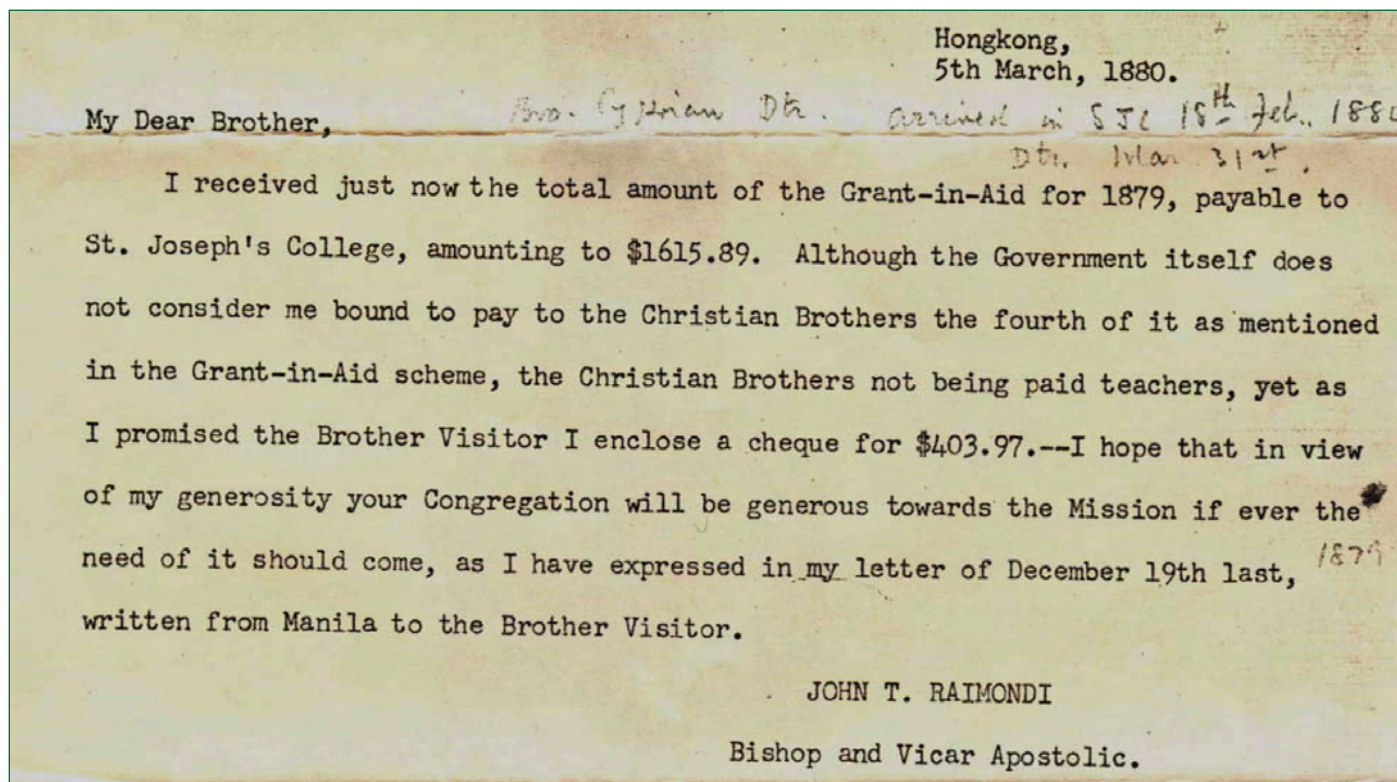 Hongkong,
5th March, 1880.
My Dear Brother, Bro. Cyprian Dtr. arrived in SJC 18th Feb., 1880
Dtr. Mar 31st.
I received just now the total amount of the Grant-in-Aid for 1879, payable to
St. Joseph's College, amounting to $1615.89. Although the Government itself does
not consider me bound to pay to the Christian Brothers the fourth of it as mentioned
in the Grant-in-Aid scheme, the Christian Brothers not being paid teachers, yet as
I promised the Brother Visitor I enclose a cheque for $403.97.--I hope that in view
of my generosity your Congregation will be generous towards the Mission if ever the
need of it should come, as I have expressed in my letter of December 19th last, 1879
written from Manila to the Brother Visitor.
JOHN T. RAIMONDI
Bishop and Vicar Apostolic.